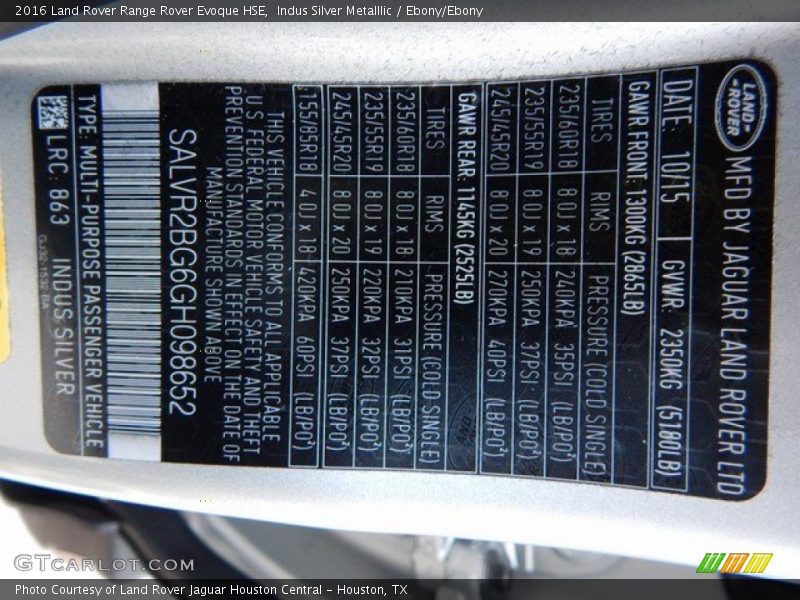 2016 Land Rover Range Rover Evoque HSE,  Indus Silver Metalllic / Ebony/Ebony
LAND-
-ROVER
MFD BY JAGUAR LAND ROVER LTD
DATE: 10/15 GVWR: 2350KG (5180LB)
GAWR FRONT: 1300KG (2865LB)
TIRES RIMS PRESSURE (COLD SINGLE)
235/60R18 8.0J x 18 240KPA 35PSI (LB/PO²)
235/55R19 8.0J x 19 250KPA 37PSI (LB/PO²)
245/45R20 8.0J x 20 270KPA 40PSI (LB/PO²)
GAWR REAR: 1145KG (2525LB)
TIRES RIMS PRESSURE (COLD SINGLE)
235/60R18 8.0J x 18 210KPA 31PSI (LB/PO²)
235/55R19 8.0J x 19 220KPA 32PSI (LB/PO²)
245/45R20 8.0J x 20 250KPA 37PSI (LB/PO²)
155/85R18 4.0J x 18 420KPA 60PSI (LB/PO²)
THIS VEHICLE CONFORMS TO ALL APPLICABLE
U.S. FEDERAL MOTOR VEHICLE SAFETY AND THEFT
PREVENTION STANDARDS IN EFFECT ON THE DATE OF
MANUFACTURE SHOWN ABOVE
SALVR2BG6GH098652
TYPE: MULTI-PURPOSE PASSENGER VEHICLE
LRC 863 INDUS SILVER
GTCARLOT.COM
Photo Courtesy of Land Rover Jaguar Houston Central - Houston, TX